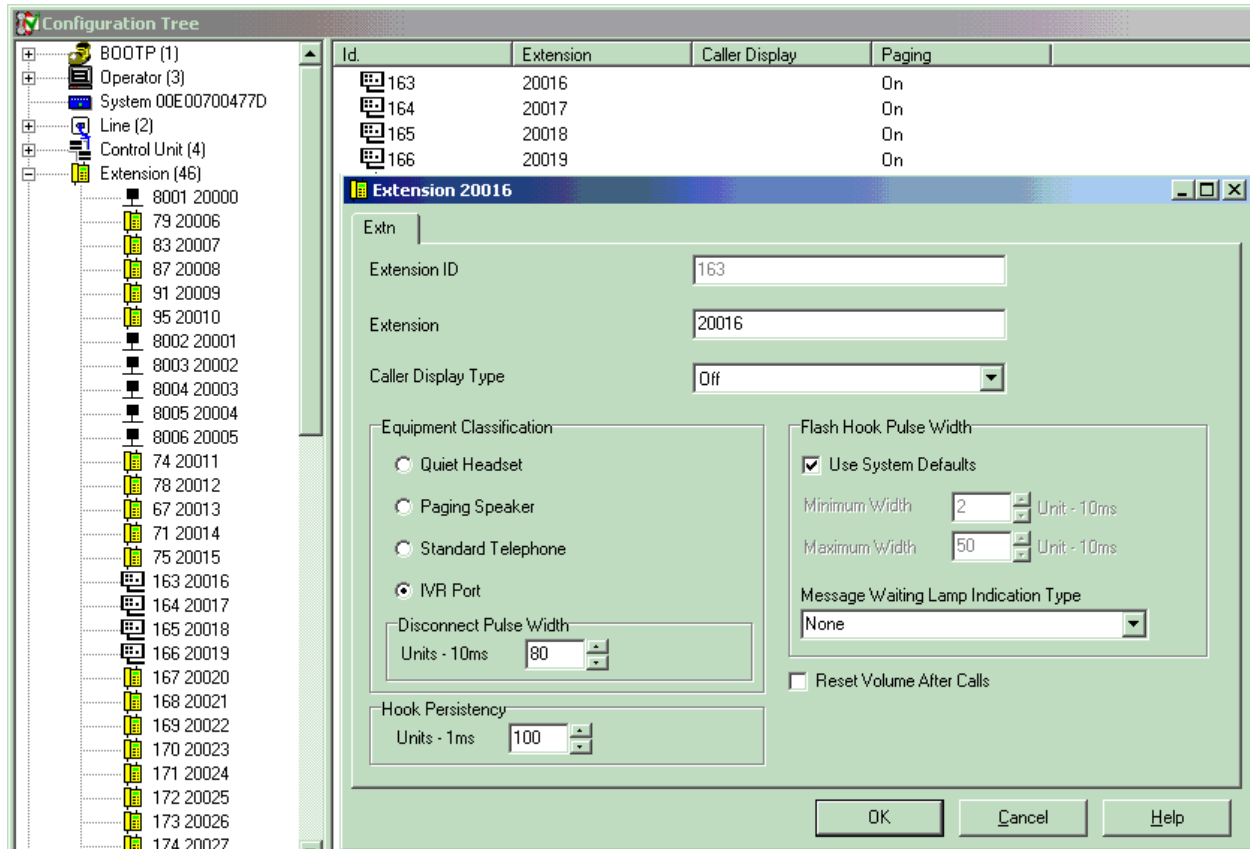 Configuration Tree
BOOTP (1)
Operator (3)
System 00E00700477D
Line (2)
Control Unit (4)
Extension (46)
8001 20000
79 20006
83 20007
87 20008
91 20009
95 20010
8002 20001
8003 20002
8004 20003
8005 20004
8006 20005
74 20011
78 20012
67 20013
71 20014
75 20015
163 20016
164 20017
165 20018
166 20019
167 20020
168 20021
169 20022
170 20023
171 20024
172 20025
173 20026
174 20027
Id. Extension Caller Display Paging
163 20016 On
164 20017 On
165 20018 On
166 20019 On
Extension 20016
Extn
Extension ID 163
Extension 20016
Caller Display Type Off
Equipment Classification
Quiet Headset
Paging Speaker
Standard Telephone
IVR Port
Disconnect Pulse Width
Units - 10ms 80
Hook Persistency
Units - 1ms 100
Flash Hook Pulse Width
Use System Defaults
Minimum Width 2 Unit - 10ms
Maximum Width 50 Unit - 10ms
Message Waiting Lamp Indication Type
None
Reset Volume After Calls
OK Cancel Help